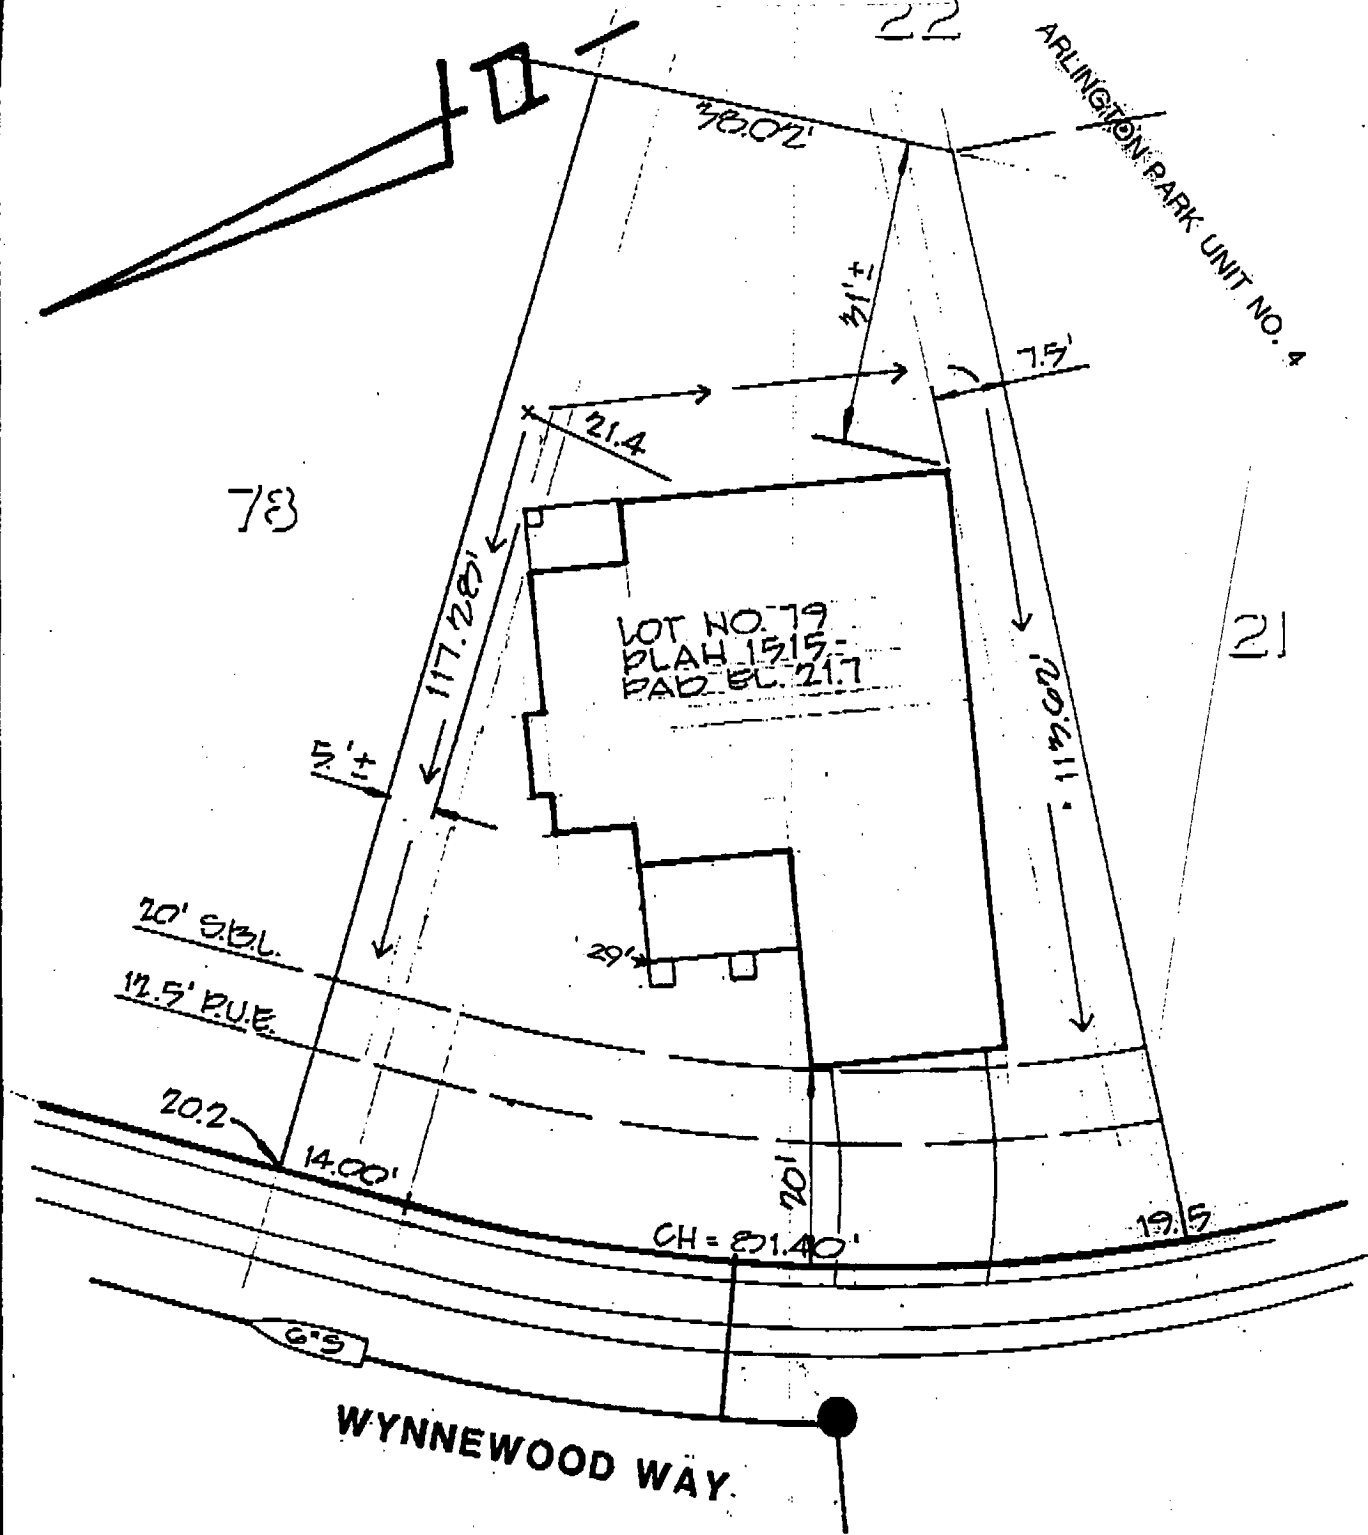 22
ARLINGTON PARK UNIT NO. 4
38.02'
31'±
7.5'
21.4
78
117.28'
LOT NO. 79
PLAN 1515-
PAD EL. 21.7
21
113.02'
5'±
20' S.B.L.
29'
12.5' P.U.E.
20.2
14.00'
20'
CH = 81.40'
19.5
6"S
WYNNEWOOD WAY